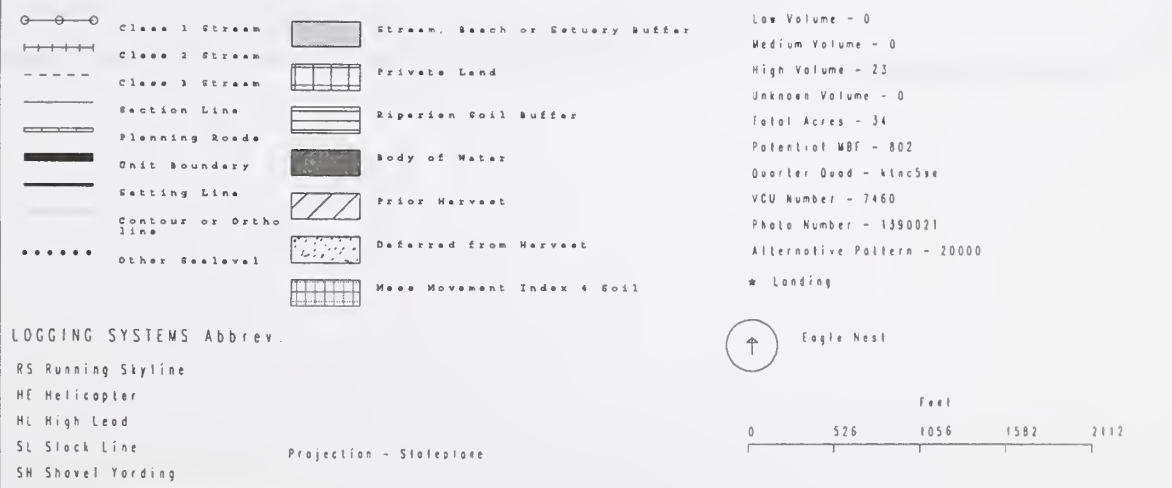 Class 1 Stream
Class 2 Stream
Class 3 Stream
Section Line
Planning Roads
Unit Boundary
Setting Line
Contour or Ortho
line
Other Sealevel
Stream, Beach or Estuary Buffer
Private Land
Riparian Soil Buffer
Body of Water
Prior Harvest
Deferred from Harvest
Mass Movement Index 4 Soil
Low Volume - 0
Medium Volume - 0
High Volume - 23
Unknown Volume - 0
Total Acres - 34
Potential MBF - 802
Quarter Quad - ktnc5se
VCU Number - 7460
Photo Number - 1390021
Alternative Pattern - 20000
Landing
Eagle Nest
LOGGING SYSTEMS Abbrev.
RS Running Skyline
HE Helicopter
HL High Lead
SL Slack Line
SH Shovel Yarding
Projection - Stateplane
Feet
0 526 1056 1582 2112